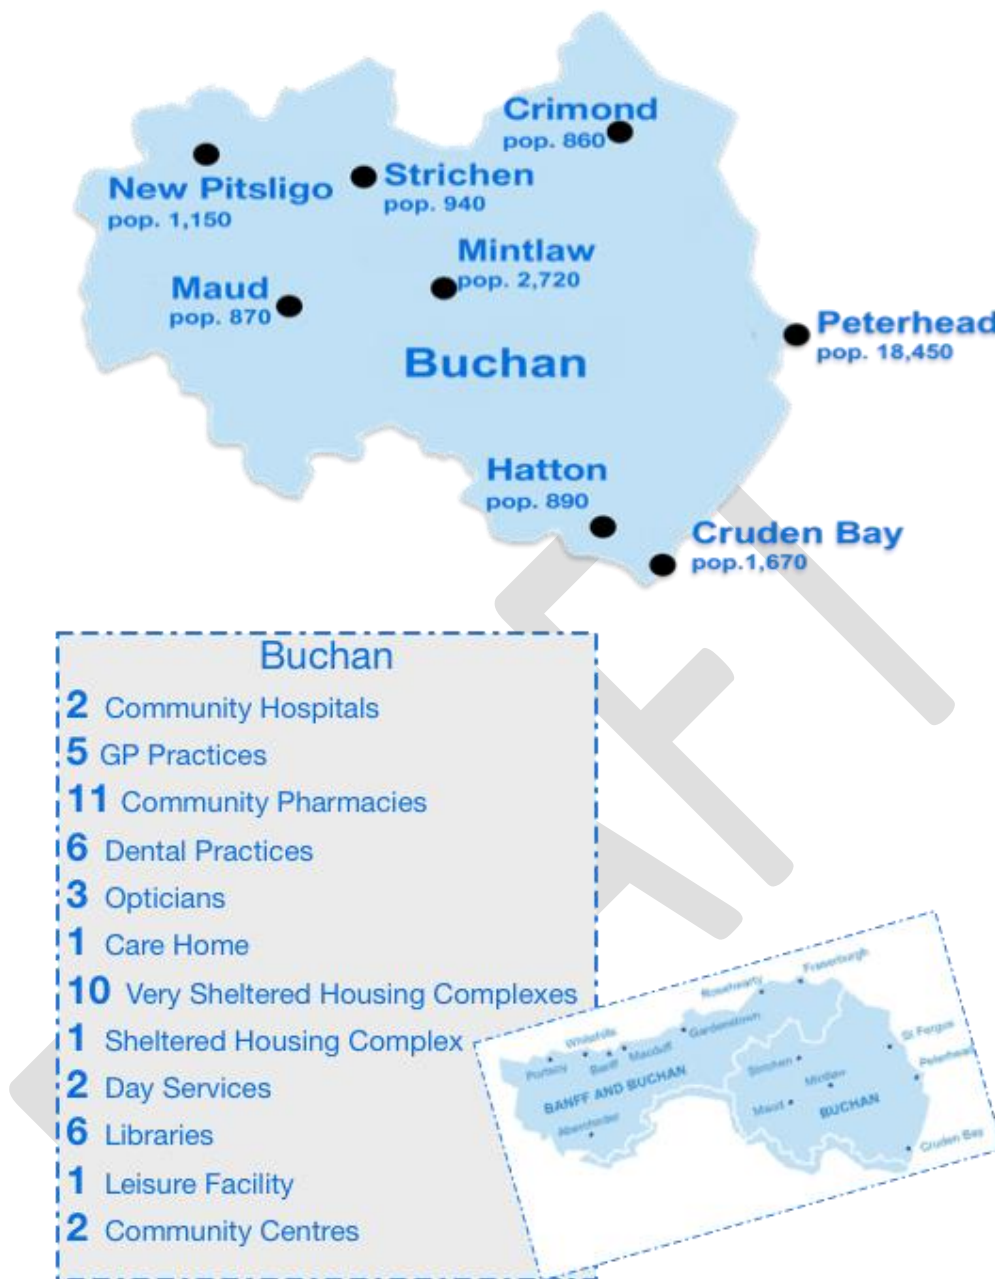 Crimond
pop. 860
Strichen
pop. 940
New Pitsligo
pop. 1,150
Mintlaw
pop. 2,720
Maud
pop. 870
Peterhead
pop. 18,450
Buchan
Hatton
pop. 890
Cruden Bay
pop.1,670
Buchan
2 Community Hospitals
5 GP Practices
11 Community Pharmacies
6 Dental Practices
3 Opticians
1 Care Home
10 Very Sheltered Housing Complexes
1 Sheltered Housing Complex
2 Day Services
6 Libraries
1 Leisure Facility
2 Community Centres
Fraserburgh
Rosehearty
Gardenstown
Whitehills
Macduff
Banff
Portsoy
BANFF AND BUCHAN
Aberchirder
St Fergus
Strichen
Peterhead
Mintlaw
Maud
BUCHAN
Cruden Bay